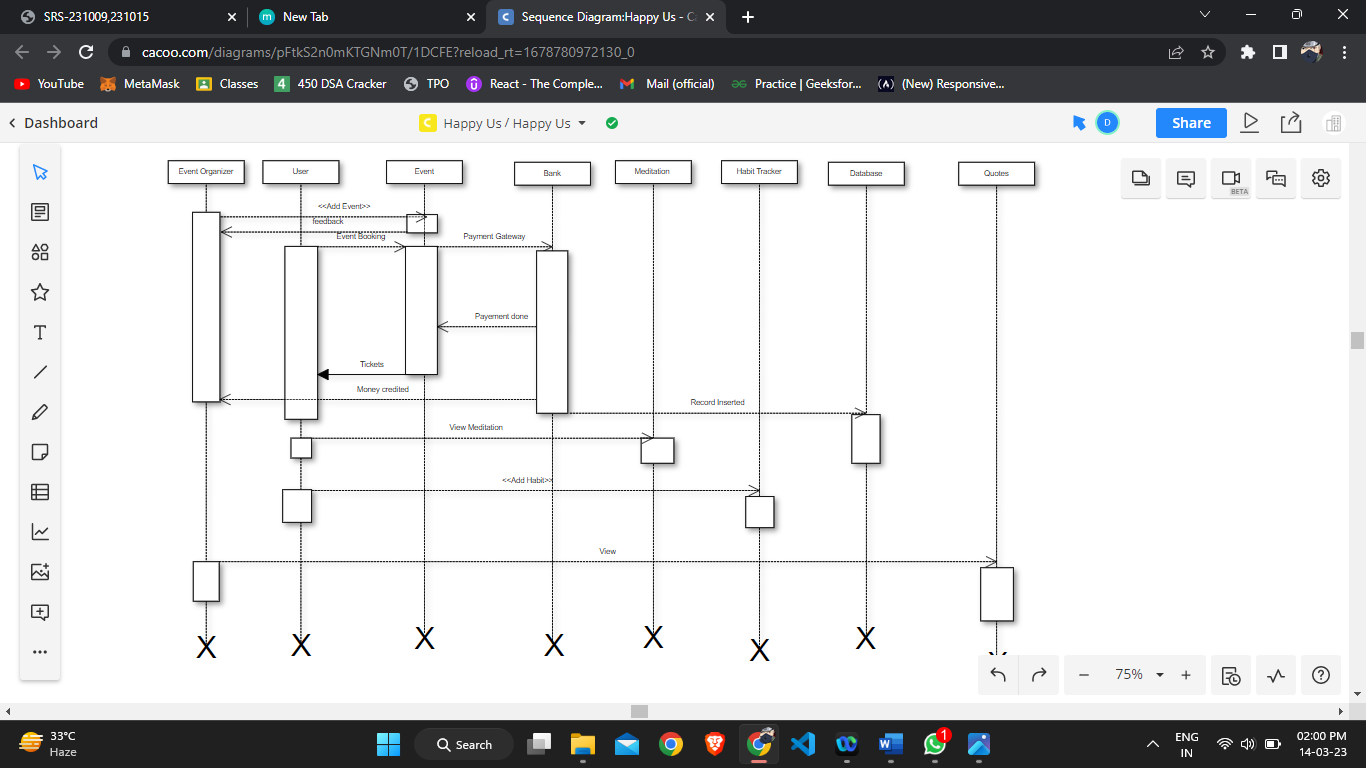 SRS-231009,231015
New Tab
Sequence Diagram:Happy Us - Ca
cacoo.com/diagrams/pFtkS2n0mKTGNm0T/1DCFE?reload_rt=1678780972130_0
YouTube
MetaMask
Classes
4 450 DSA Cracker
TPO
React - The Comple...
Mail (official)
Practice | Geeksfor...
(New) Responsive...
Dashboard
Happy Us / Happy Us
D
Share
BETA
Event Organizer
User
Event
Bank
Meditation
Habit Tracker
Database
Quotes
<<Add Event>>
feedback
Event Booking
Payment Gateway
Payement done
Tickets
Money credited
Record Inserted
View Meditation
<<Add Habit>>
View
X X X X X X X
75%
33°C
Haze
Search
1
ENG
IN
02:00 PM
14-03-23